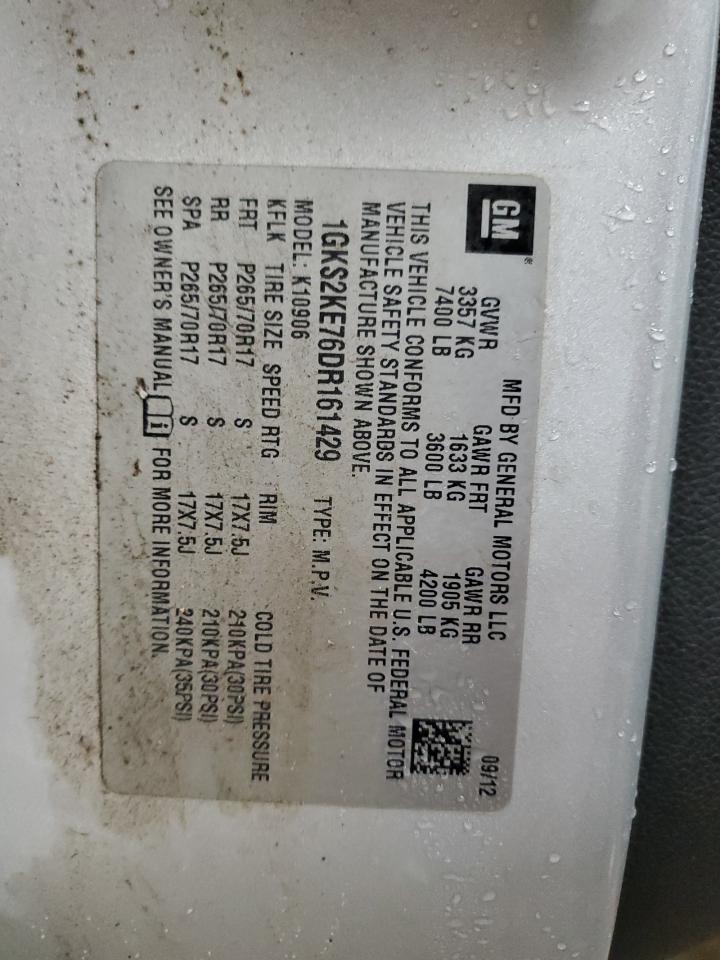 GM®
MFD BY GENERAL MOTORS LLC 09/12
GVWR GAWR FRT GAWR RR
3357 KG 1633 KG 1905 KG
7400 LB 3600 LB 4200 LB
THIS VEHICLE CONFORMS TO ALL APPLICABLE U.S. FEDERAL MOTOR
VEHICLE SAFETY STANDARDS IN EFFECT ON THE DATE OF
MANUFACTURE SHOWN ABOVE.
1GKS2KE76DR161429 TYPE: M.P.V.
MODEL: K10906
KFLK TIRE SIZE SPEED RTG RIM COLD TIRE PRESSURE
FRT P265/70R17 S 17X7.5J 210KPA(30PSI)
RR P265/70R17 S 17X7.5J 210KPA(30PSI)
SPA P265/70R17 S 17X7.5J 240KPA(35PSI)
SEE OWNER'S MANUAL i FOR MORE INFORMATION.